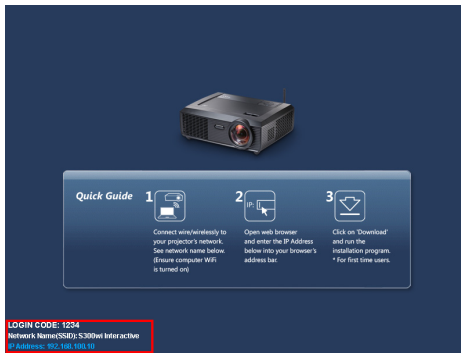 Quick Guide
1
Connect wire/wirelessly to
your projector's network.
See network name below.
(Ensure computer WiFi
is turned on)
2
IP:
Open web browser
and enter the IP Address
below into your browser's
address bar.
3
Click on 'Download'
and run the
installation program.
* For first time users.
LOGIN CODE: 1234
Network Name(SSID): S300wi Interactive
IP Address: 192.168.100.10